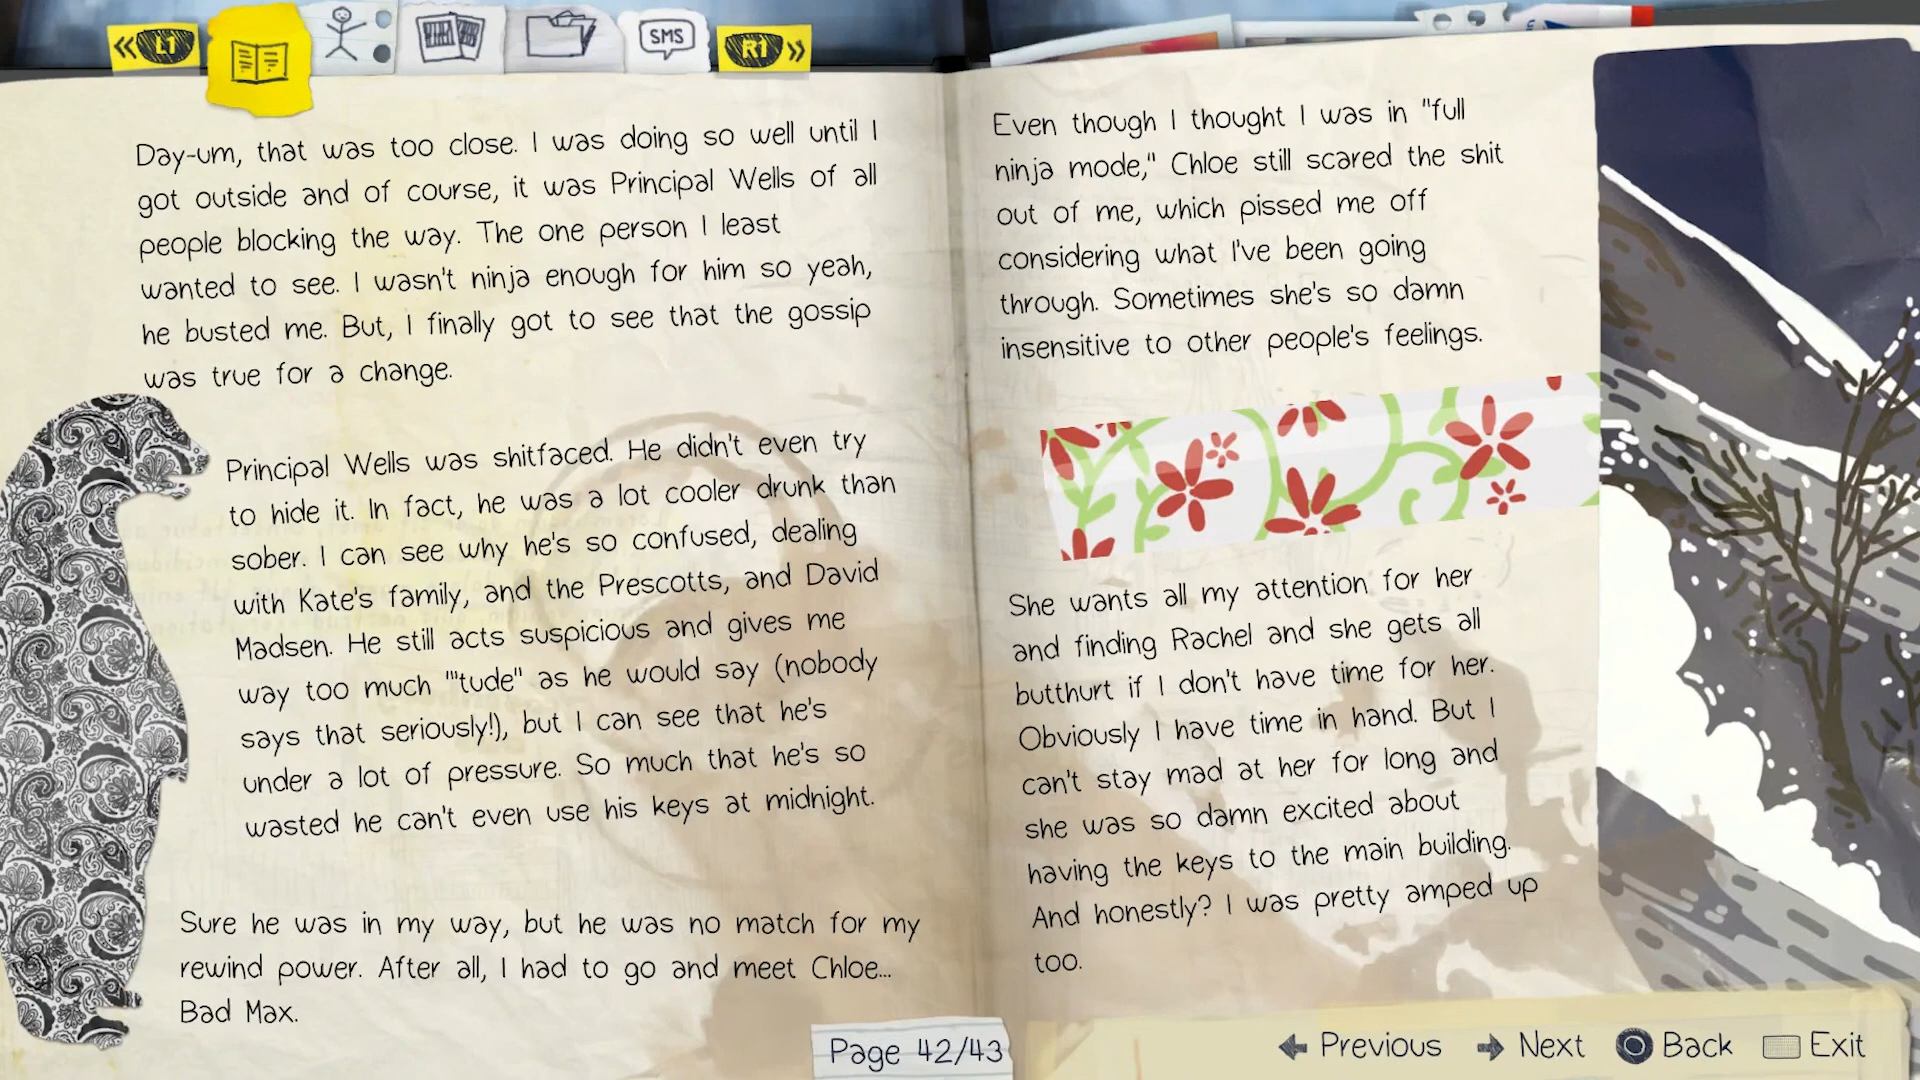 L1
SMS
R1
Day-um, that was too close. I was doing so well until I
got outside and of course, it was Principal Wells of all
people blocking the way. The one person I least
wanted to see. I wasn't ninja enough for him so yeah,
he busted me. But, I finally got to see that the gossip
was true for a change.
Principal Wells was shitfaced. He didn't even try
to hide it. In fact, he was a lot cooler drunk than
sober. I can see why he's so confused, dealing
with Kate's family, and the Prescotts, and David
Madsen. He still acts suspicious and gives me
way too much "'tude" as he would say (nobody
says that seriously!), but I can see that he's
under a lot of pressure. So much that he's so
wasted he can't even use his keys at midnight.
Sure he was in my way, but he was no match for my
rewind power. After all, I had to go and meet Chloe...
Bad Max.
Even though I thought I was in "full
ninja mode," Chloe still scared the shit
out of me, which pissed me off
considering what I've been going
through. Sometimes she's so damn
insensitive to other people's feelings.
She wants all my attention for her
and finding Rachel and she gets all
butthurt if I don't have time for her.
Obviously I have time in hand. But I
can't stay mad at her for long and
she was so damn excited about
having the keys to the main building.
And honestly? I was pretty amped up
too.
Page 42/43
Previous
Next
Back
Exit